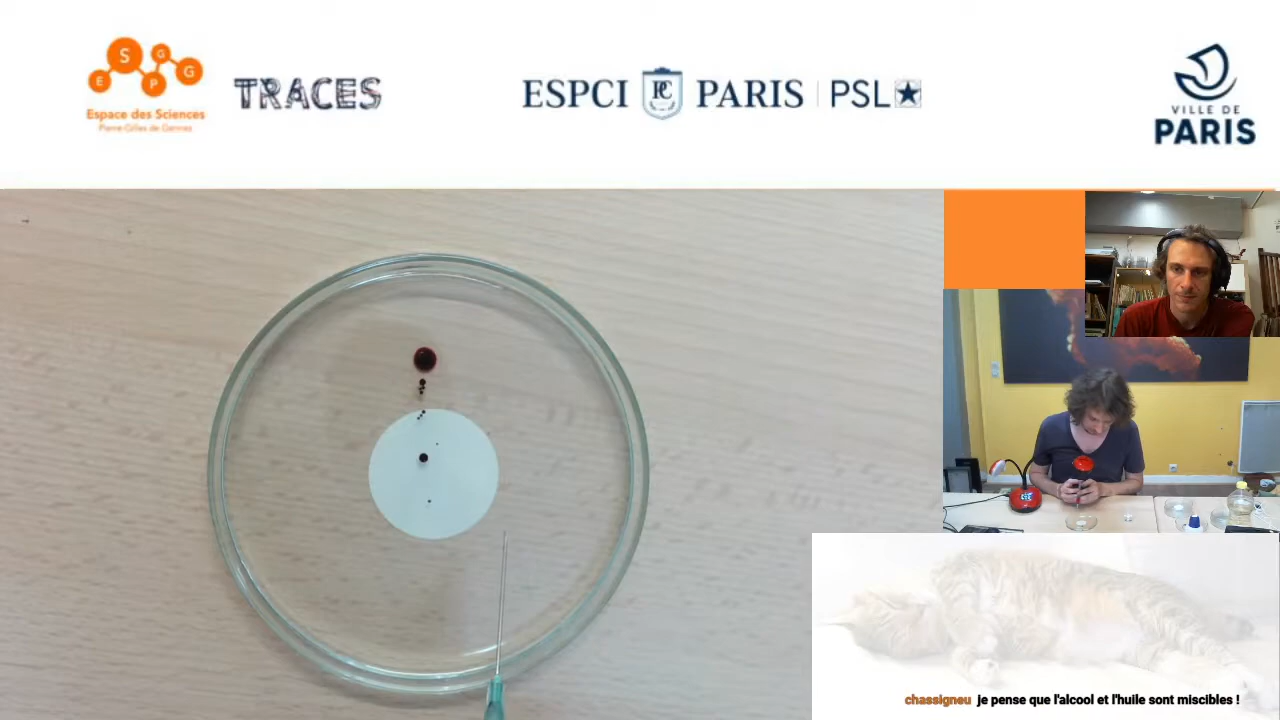 S
G
E
P
G
Espace des Sciences
Pierre-Gilles de Gennes
TRACES
ESPCI PC PARIS PSL
VILLE DE
PARIS
chassigneu je pense que l'alcool et l'huile sont miscibles !